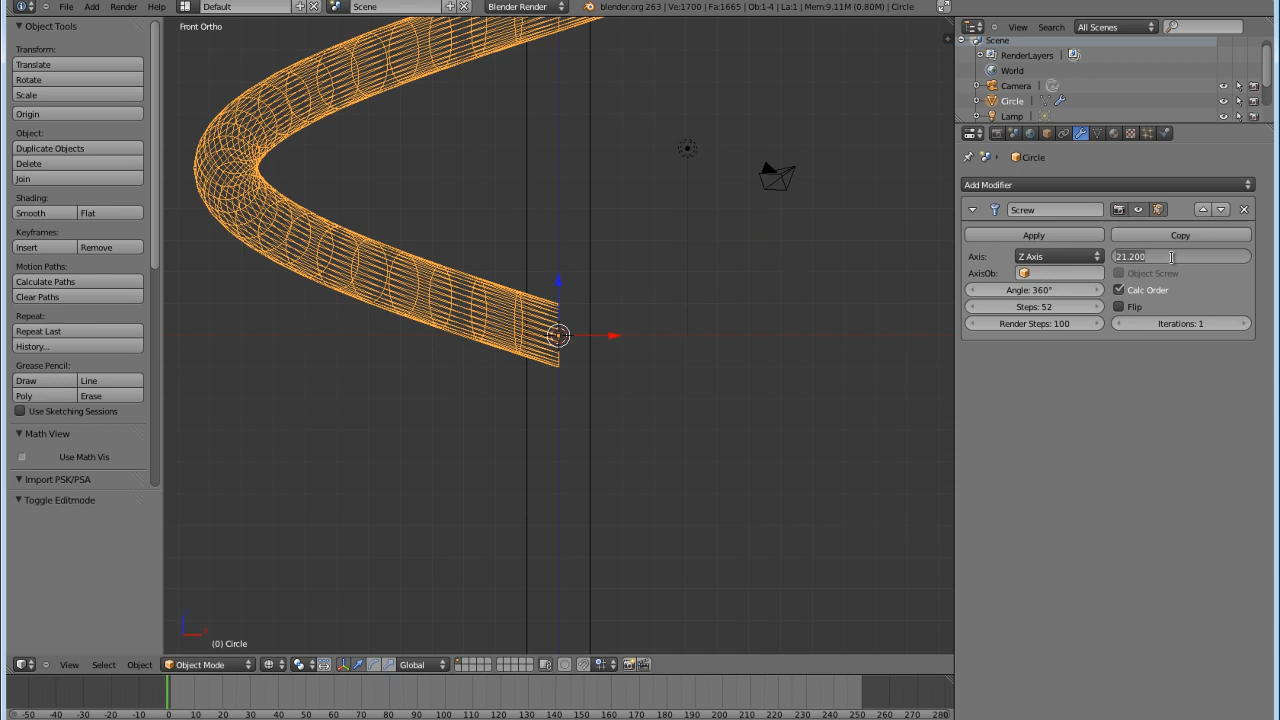 File Add Render Help Default Scene Blender Render blender.org 263 | Ve:1700 | Fa:1665 | Ob:1-4 | La:1 | Mem:9.11M (0.80M) | Circle
Object Tools
Transform:
Translate
Rotate
Scale
Origin
Object:
Duplicate Objects
Delete
Join
Shading:
Smooth Flat
Keyframes:
Insert Remove
Motion Paths:
Calculate Paths
Clear Paths
Repeat:
Repeat Last
History...
Grease Pencil:
Draw Line
Poly Erase
Use Sketching Sessions
Math View
Use Math Vis
Import PSK/PSA
Toggle Editmode
Front Ortho
(0) Circle
View Select Object Object Mode Global
-50 -40 -30 -20 -10 0 10 20 30 40 50 60 70 80 90 100 110 120 130 140 150 160 170 180 190 200 210 220 230 240 250 260 270 280
View Search All Scenes
Scene
RenderLayers
World
Camera
Circle
Lamp
Circle
Add Modifier
Screw
Apply Copy
Axis: Z Axis 21.200
AxisOb: Object Screw
Angle: 360° Calc Order
Steps: 52 Flip
Render Steps: 100 Iterations: 1